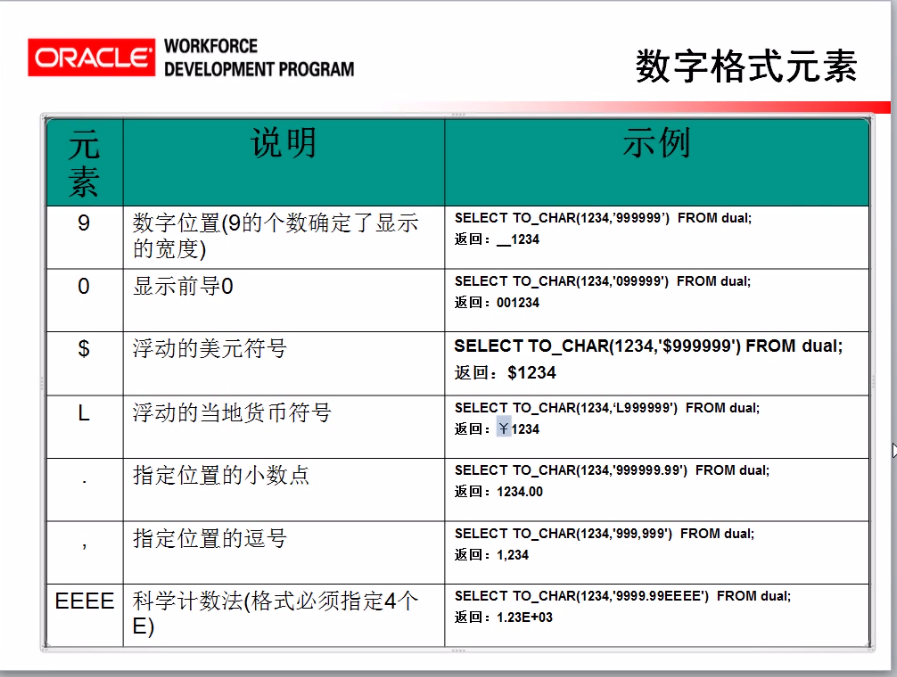 ORACLE WORKFORCE
DEVELOPMENT PROGRAM
数字格式元素
元素 说明 示例
9 数字位置(9的个数确定了显示的宽度) SELECT TO_CHAR(1234,'999999') FROM dual;
返回：__1234
0 显示前导0 SELECT TO_CHAR(1234,'099999') FROM dual;
返回：001234
$ 浮动的美元符号 SELECT TO_CHAR(1234,'$999999') FROM dual;
返回：$1234
L 浮动的当地货币符号 SELECT TO_CHAR(1234,‘L999999') FROM dual;
返回：￥1234
. 指定位置的小数点 SELECT TO_CHAR(1234,'999999.99') FROM dual;
返回：1234.00
, 指定位置的逗号 SELECT TO_CHAR(1234,'999,999') FROM dual;
返回：1,234
EEEE 科学计数法(格式必须指定4个E) SELECT TO_CHAR(1234,'9999.99EEEE') FROM dual;
返回：1.23E+03